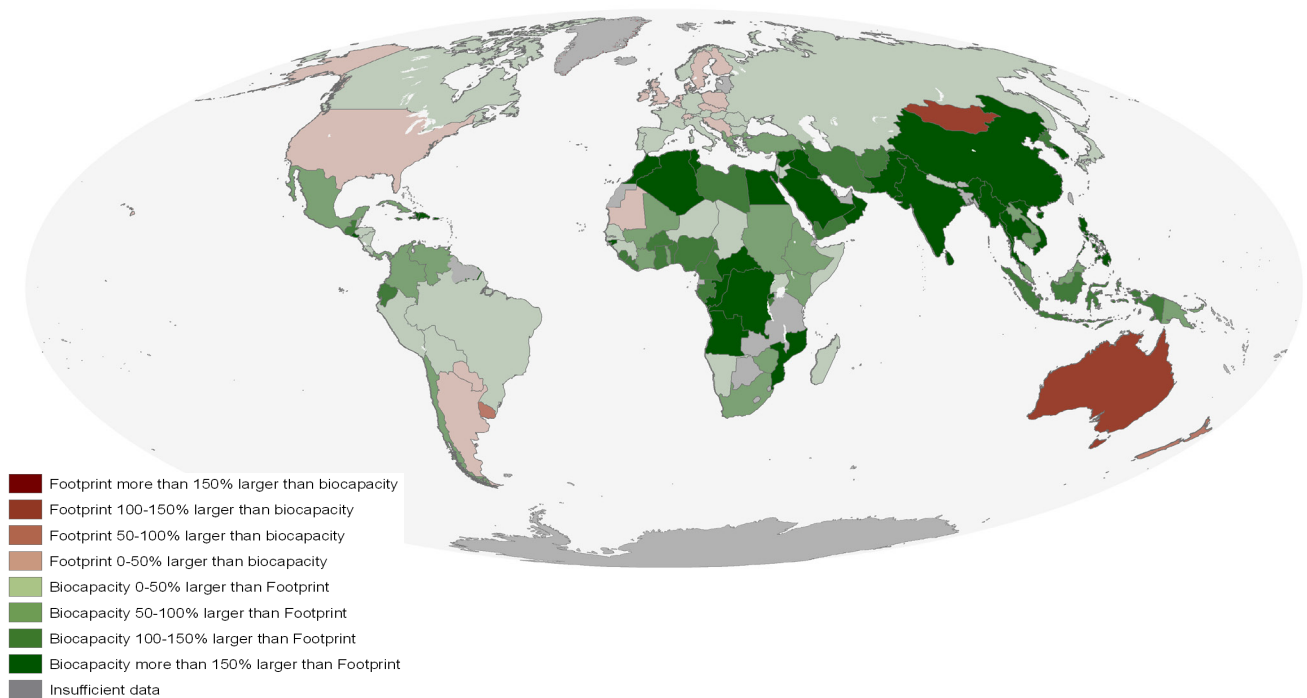 Footprint more than 150% larger than biocapacity
Footprint 100-150% larger than biocapacity
Footprint 50-100% larger than biocapacity
Footprint 0-50% larger than biocapacity
Biocapacity 0-50% larger than Footprint
Biocapacity 50-100% larger than Footprint
Biocapacity 100-150% larger than Footprint
Biocapacity more than 150% larger than Footprint
Insufficient data